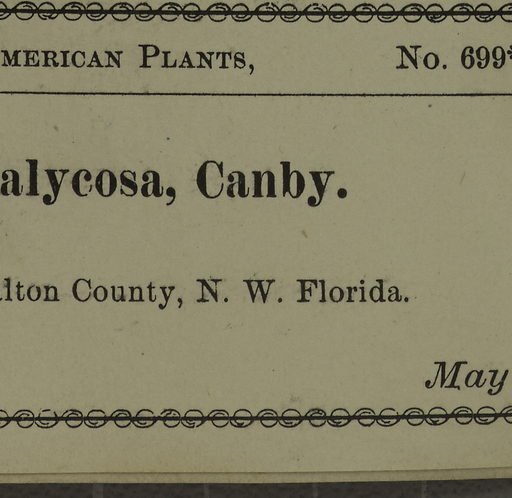 MERICAN PLANTS, No. 699*
alycosa, Canby.
lton County, N. W. Florida.
May